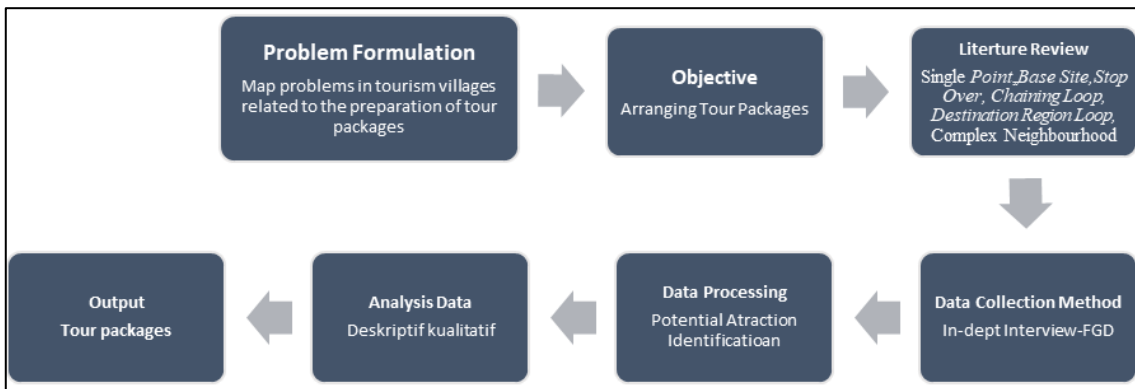 Problem Formulation
Map problems in tourism villages
related to the preparation of tour
packages
Objective
Arranging Tour Packages
Literture Review
Single Point,Base Site,Stop
Over, Chaining Loop,
Destination Region Loop,
Complex Neighbourhood
Data Collection Method
In-dept Interview-FGD
Data Processing
Potential Atraction
Identificatioan
Analysis Data
Deskriptif kualitatif
Output
Tour packages